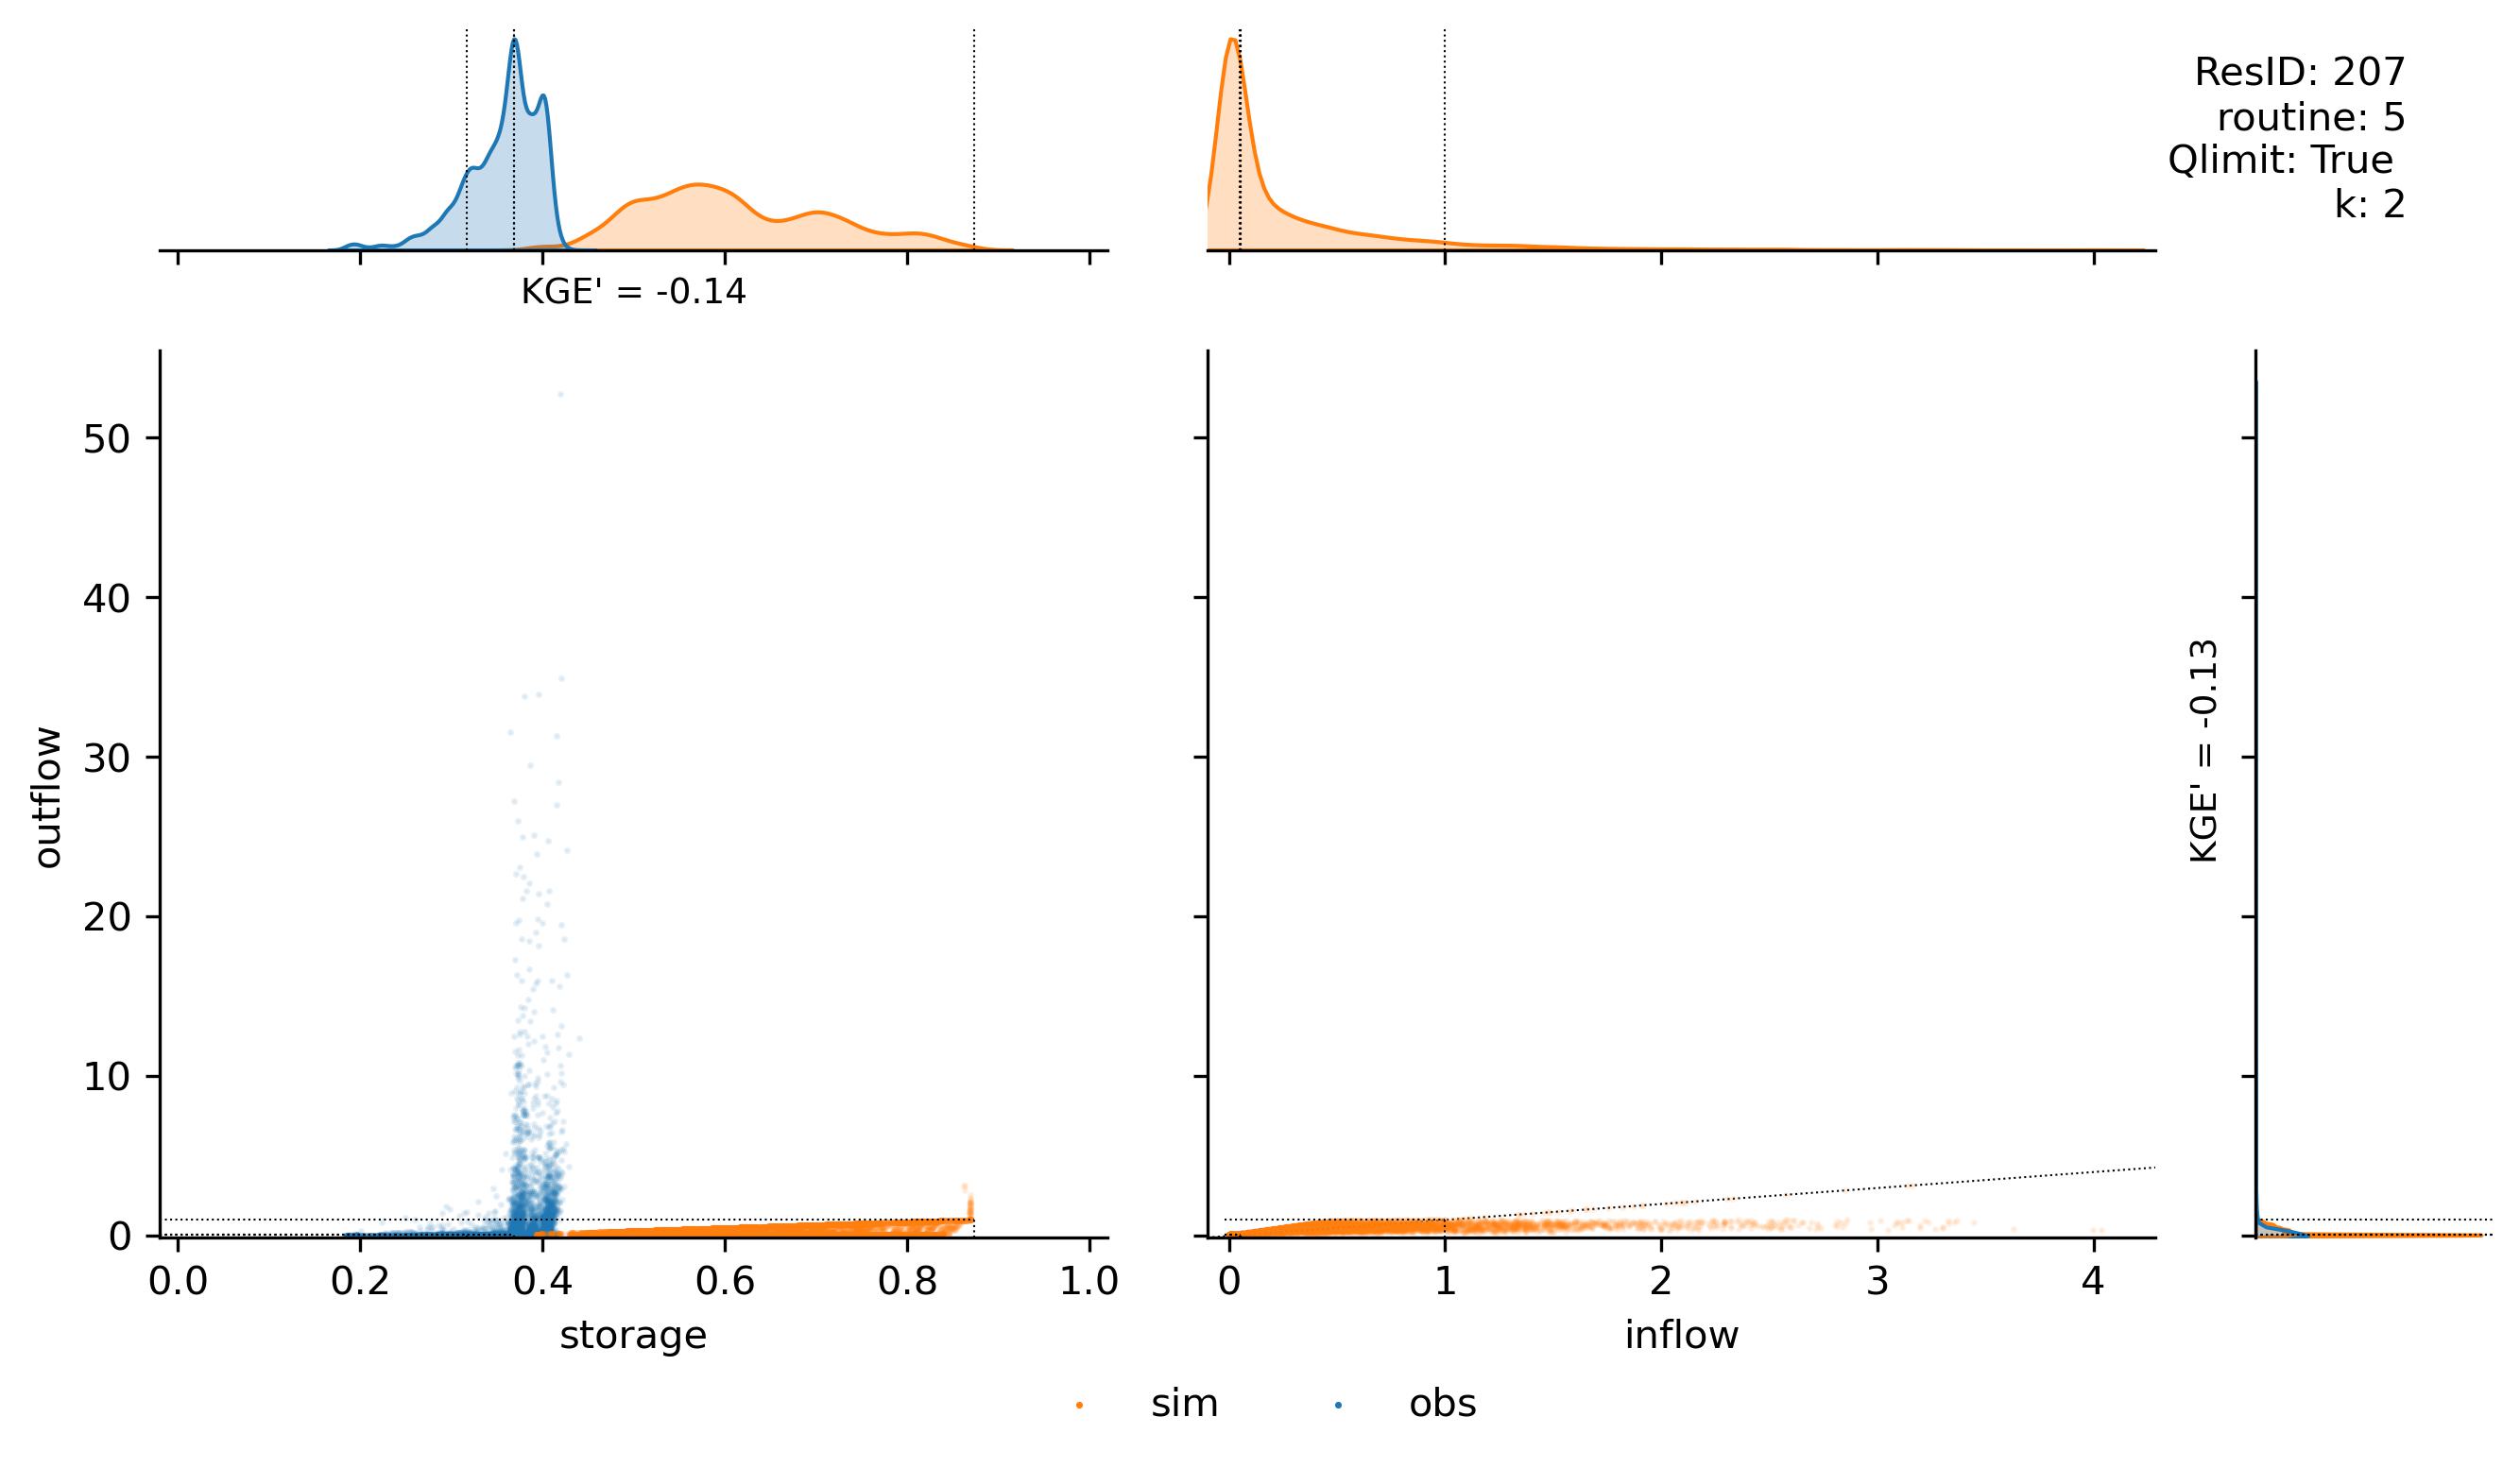 ResID: 207
routine: 5
Qlimit: True
k: 2
KGE' = -0.14
outflow
50
40
30
20
10
0
0.0 0.2 0.4 0.6 0.8 1.0
storage
0 1 2 3 4
inflow
KGE' = -0.13
sim obs